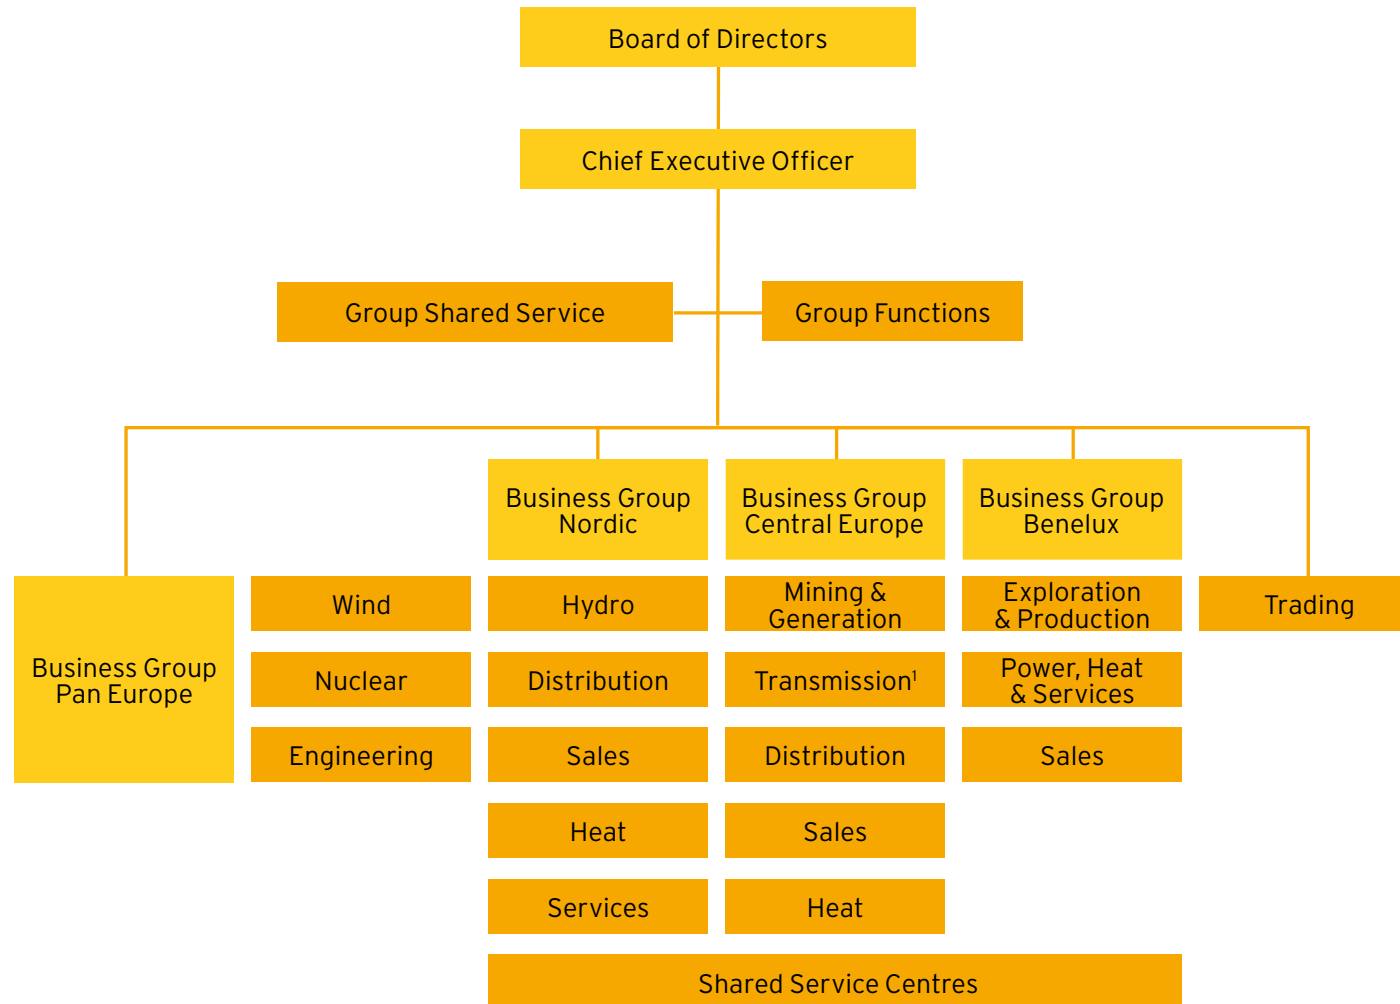 Board of Directors
Chief Executive Officer
Group Shared Service
Group Functions
Business Group
Nordic
Business Group
Central Europe
Business Group
Benelux
Business Group
Pan Europe
Wind
Nuclear
Engineering
Hydro
Distribution
Sales
Heat
Services
Mining &
Generation
Transmission¹
Distribution
Sales
Heat
Exploration
& Production
Power, Heat
& Services
Sales
Trading
Shared Service Centres